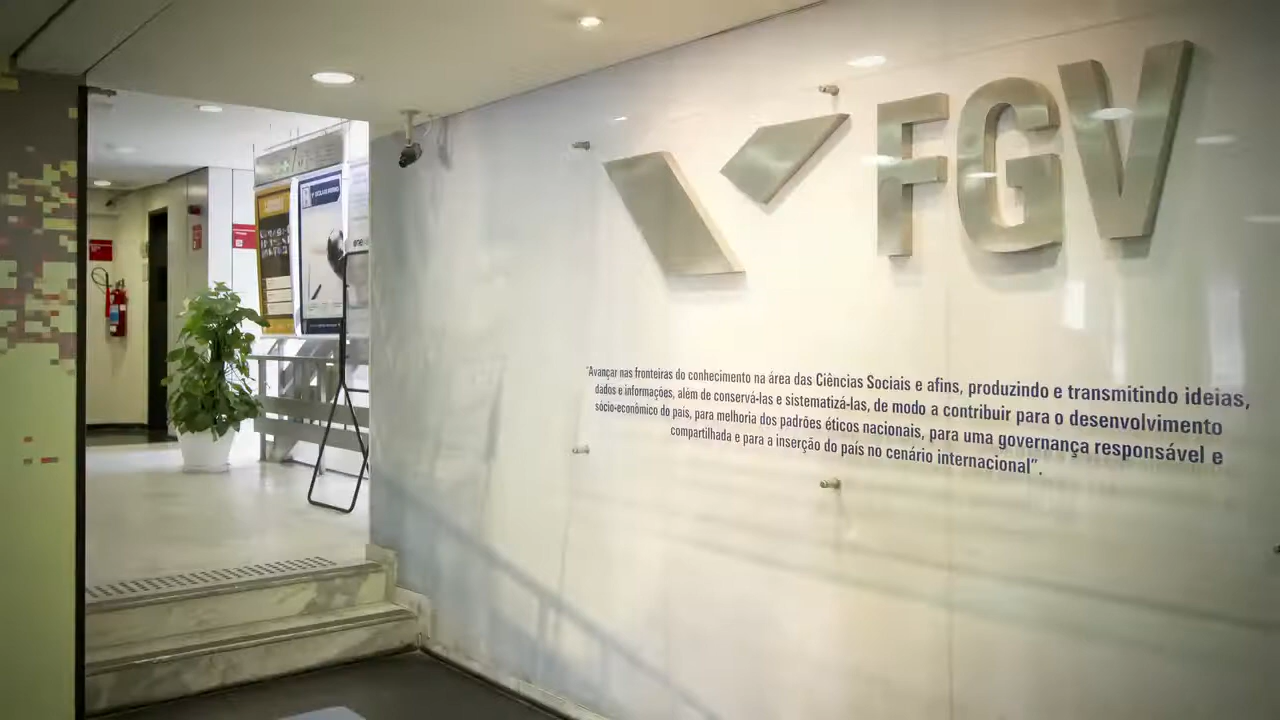 FGV
"Avançar nas fronteiras do conhecimento na área das Ciências Sociais e afins, produzindo e transmitindo ideias,
dados e informações, além de conservá-las e sistematizá-las, de modo a contribuir para o desenvolvimento
sócio-econômico do país, para melhoria dos padrões éticos nacionais, para uma governança responsável e
compartilhada e para a inserção do país no cenário internacional".